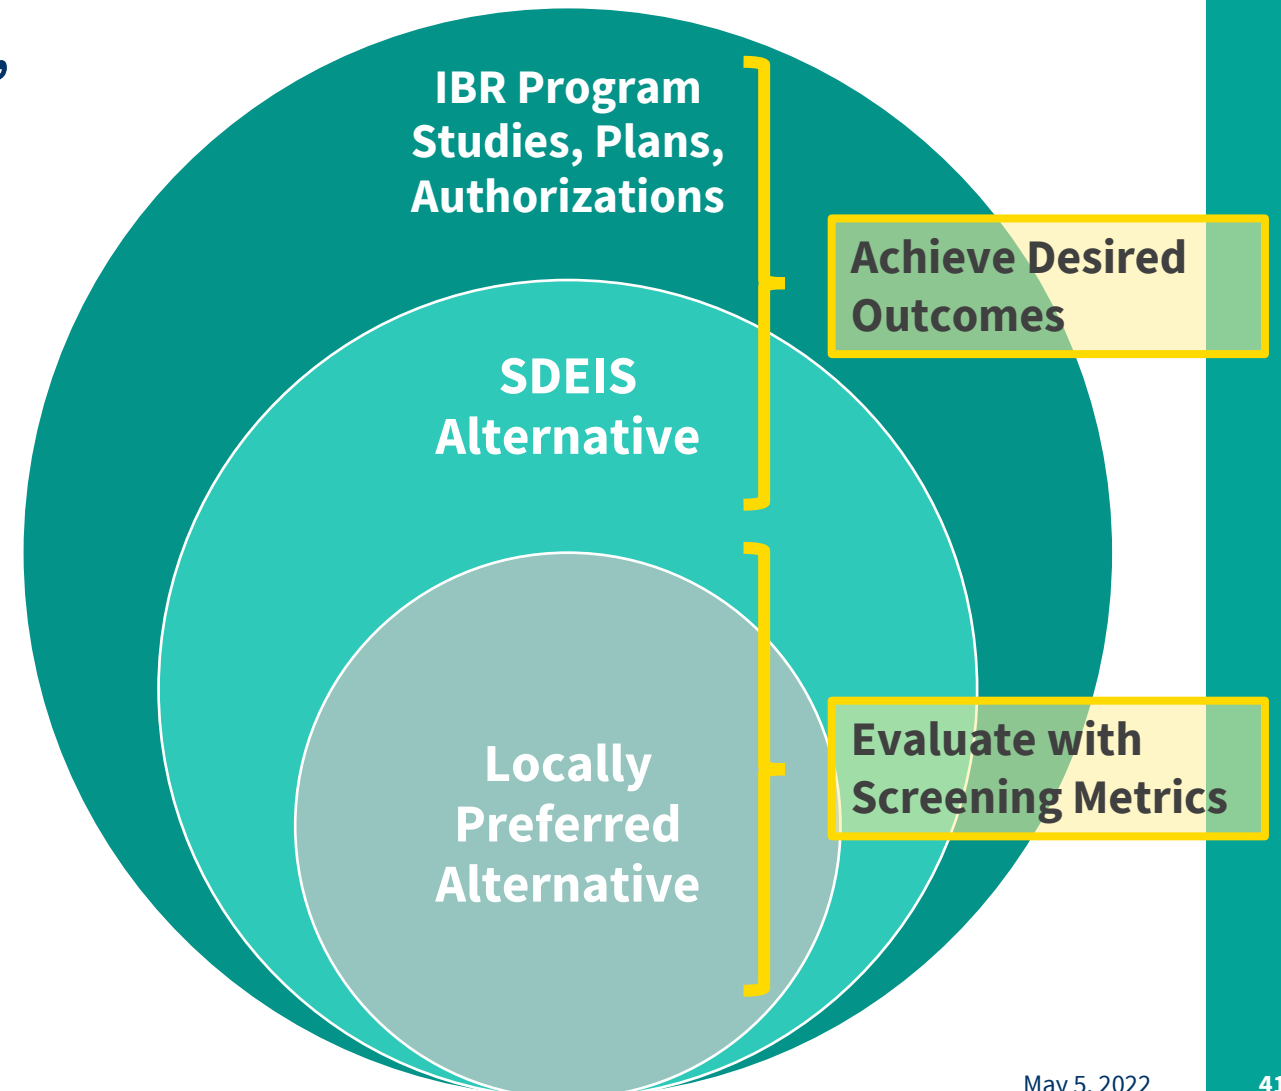 ,
IBR Program
Studies, Plans,
Authorizations
Achieve Desired
Outcomes
SDEIS
Alternative
Evaluate with
Screening Metrics
Locally
Preferred
Alternative
May 5, 2022
41